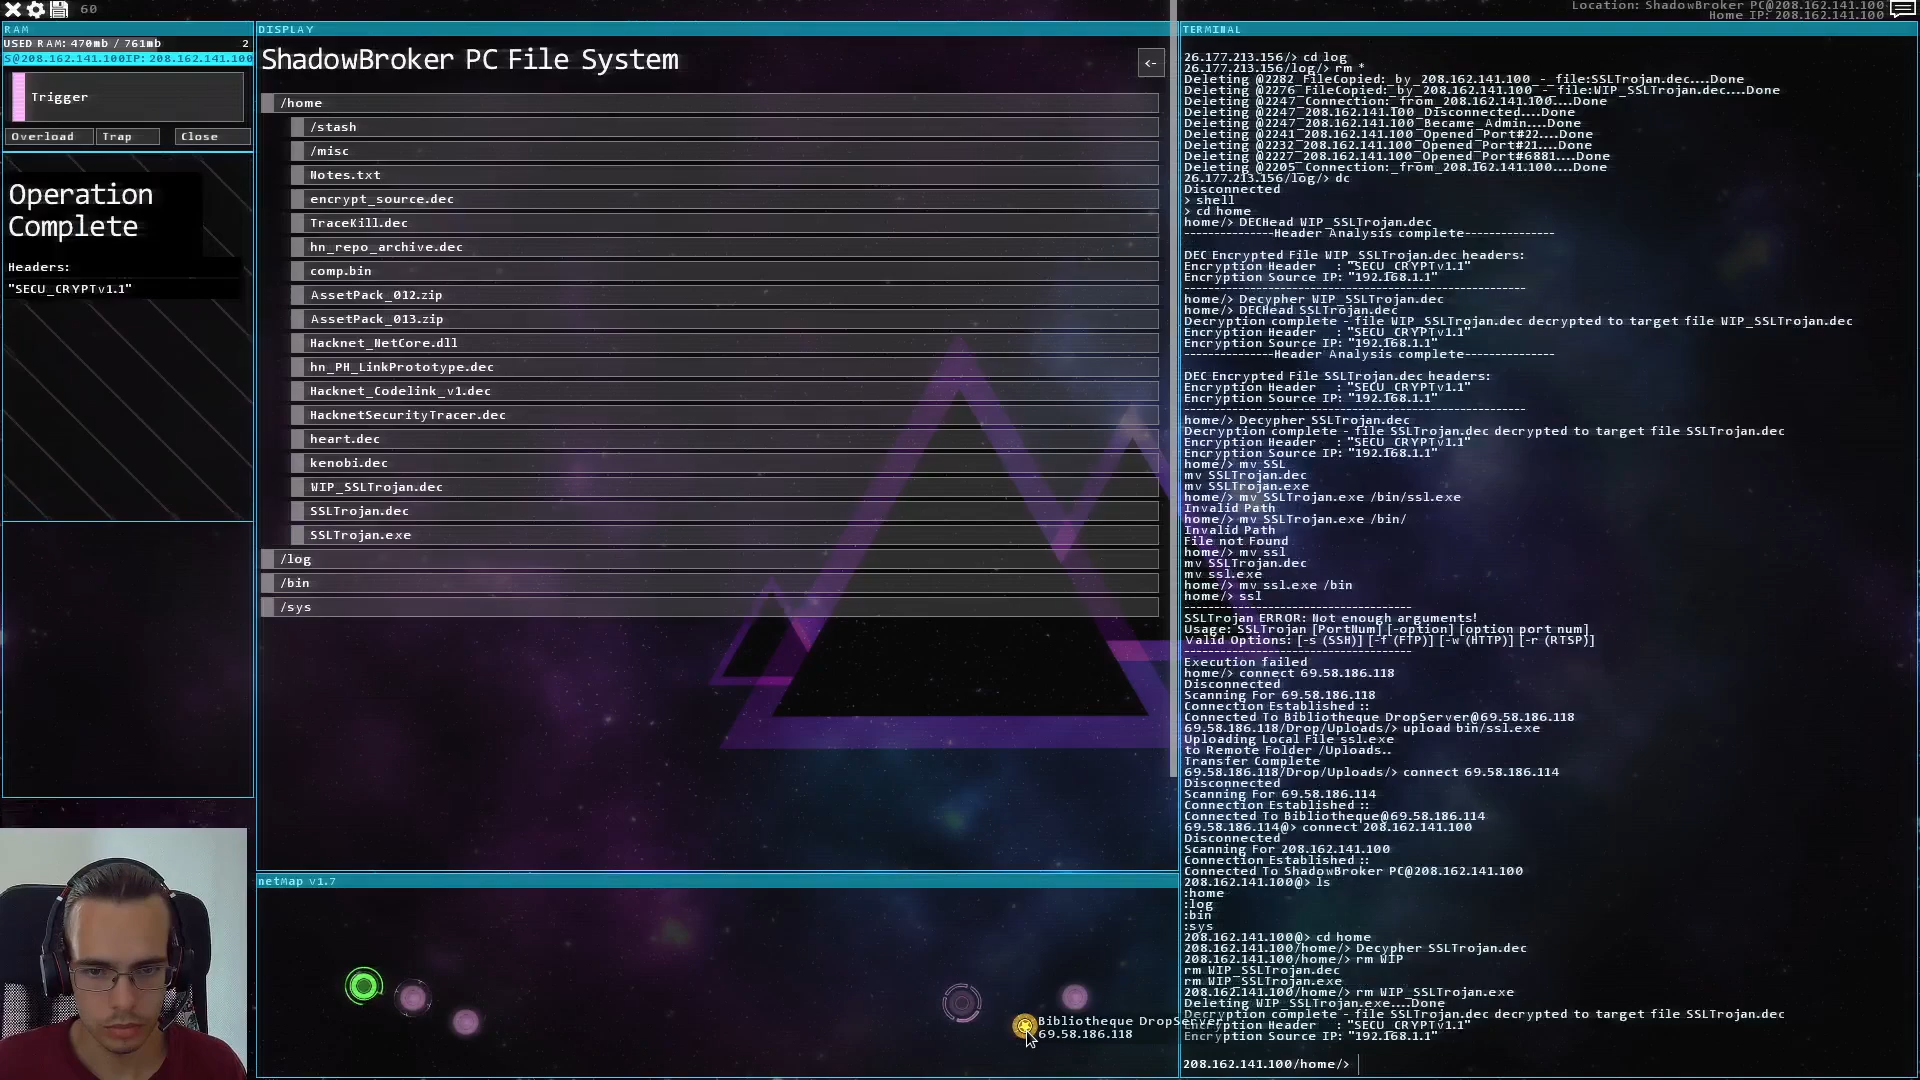 60
Location: ShadowBroker PC@208.162.141.100
Home IP: 208.162.141.100
RAM
USED RAM: 470mb / 761mb
2
S@208.162.141.100IP: 208.162.141.100
Trigger
Overload
Trap
Close
Operation
Complete
Headers:
"SECU_CRYPTv1.1"
DISPLAY
ShadowBroker PC File System
<-
/home
/stash
/misc
Notes.txt
encrypt_source.dec
TraceKill.dec
hn_repo_archive.dec
comp.bin
AssetPack_012.zip
AssetPack_013.zip
Hacknet_NetCore.dll
hn_PH_LinkPrototype.dec
Hacknet_Codelink_v1.dec
HacknetSecurityTracer.dec
heart.dec
kenobi.dec
WIP_SSLTrojan.dec
SSLTrojan.dec
SSLTrojan.exe
/log
/bin
/sys
netMap v1.7
Bibliotheque DropServer
69.58.186.118
TERMINAL
26.177.213.156/> cd log
26.177.213.156/log/> rm *
Deleting @2282 FileCopied:_by_208.162.141.100_-_file:SSLTrojan.dec....Done
Deleting @2276 FileCopied:_by_208.162.141.100_-_file:WIP_SSLTrojan.dec....Done
Deleting @2247_Connection:_from_208.162.141.100....Done
Deleting @2247_208.162.141.100_Disconnected....Done
Deleting @2247_208.162.141.100_Became_Admin....Done
Deleting @2241_208.162.141.100_Opened_Port#22....Done
Deleting @2232_208.162.141.100_Opened_Port#21....Done
Deleting @2227_208.162.141.100_Opened_Port#6881....Done
Deleting @2205_Connection:_from_208.162.141.100....Done
26.177.213.156/log/> dc
Disconnected
> shell
> cd home
home/> DECHead WIP_SSLTrojan.dec
---------------Header Analysis complete---------------
DEC Encrypted File WIP_SSLTrojan.dec headers:
Encryption Header   : "SECU_CRYPTv1.1"
Encryption Source IP: "192.168.1.1"
---------------------------------------------------------
home/> Decypher WIP_SSLTrojan.dec
home/> DECHead SSLTrojan.dec
Decryption complete - file WIP_SSLTrojan.dec decrypted to target file WIP_SSLTrojan.dec
Encryption Header   : "SECU_CRYPTv1.1"
Encryption Source IP: "192.168.1.1"
---------------Header Analysis complete---------------
DEC Encrypted File SSLTrojan.dec headers:
Encryption Header   : "SECU_CRYPTv1.1"
Encryption Source IP: "192.168.1.1"
---------------------------------------------------------
home/> Decypher SSLTrojan.dec
Decryption complete - file SSLTrojan.dec decrypted to target file SSLTrojan.dec
Encryption Header   : "SECU_CRYPTv1.1"
Encryption Source IP: "192.168.1.1"
home/> mv SSL
mv SSLTrojan.dec
mv SSLTrojan.exe
home/> mv SSLTrojan.exe /bin/ssl.exe
Invalid Path
home/> mv SSLTrojan.exe /bin/
Invalid Path
File not Found
home/> mv ssl
mv SSLTrojan.dec
mv ssl.exe
home/> mv ssl.exe /bin
home/> ssl
--------------------------------------
SSLTrojan ERROR: Not enough arguments!
Usage: SSLTrojan [PortNum] [-option] [option port num]
Valid Options: [-s (SSH)] [-f (FTP)] [-w (HTTP)] [-r (RTSP)]
--------------------------------------
Execution failed
home/> connect 69.58.186.118
Disconnected
Scanning For 69.58.186.118
Connection Established ::
Connected To Bibliotheque DropServer@69.58.186.118
69.58.186.118/Drop/Uploads/> upload bin/ssl.exe
Uploading Local File ssl.exe
to Remote Folder /Uploads..
Transfer Complete
69.58.186.118/Drop/Uploads/> connect 69.58.186.114
Disconnected
Scanning For 69.58.186.114
Connection Established ::
Connected To Bibliotheque@69.58.186.114
69.58.186.114@> connect 208.162.141.100
Disconnected
Scanning For 208.162.141.100
Connection Established ::
Connected To ShadowBroker PC@208.162.141.100
208.162.141.100@> ls
:home
:log
:bin
:sys
208.162.141.100@> cd home
208.162.141.100/home/> Decypher SSLTrojan.dec
208.162.141.100/home/> rm WIP
rm WIP_SSLTrojan.dec
rm WIP_SSLTrojan.exe
208.162.141.100/home/> rm WIP_SSLTrojan.exe
Deleting WIP_SSLTrojan.exe....Done
Decryption complete - file SSLTrojan.dec decrypted to target file SSLTrojan.dec
Encryption Header   : "SECU_CRYPTv1.1"
Encryption Source IP: "192.168.1.1"
208.162.141.100/home/>